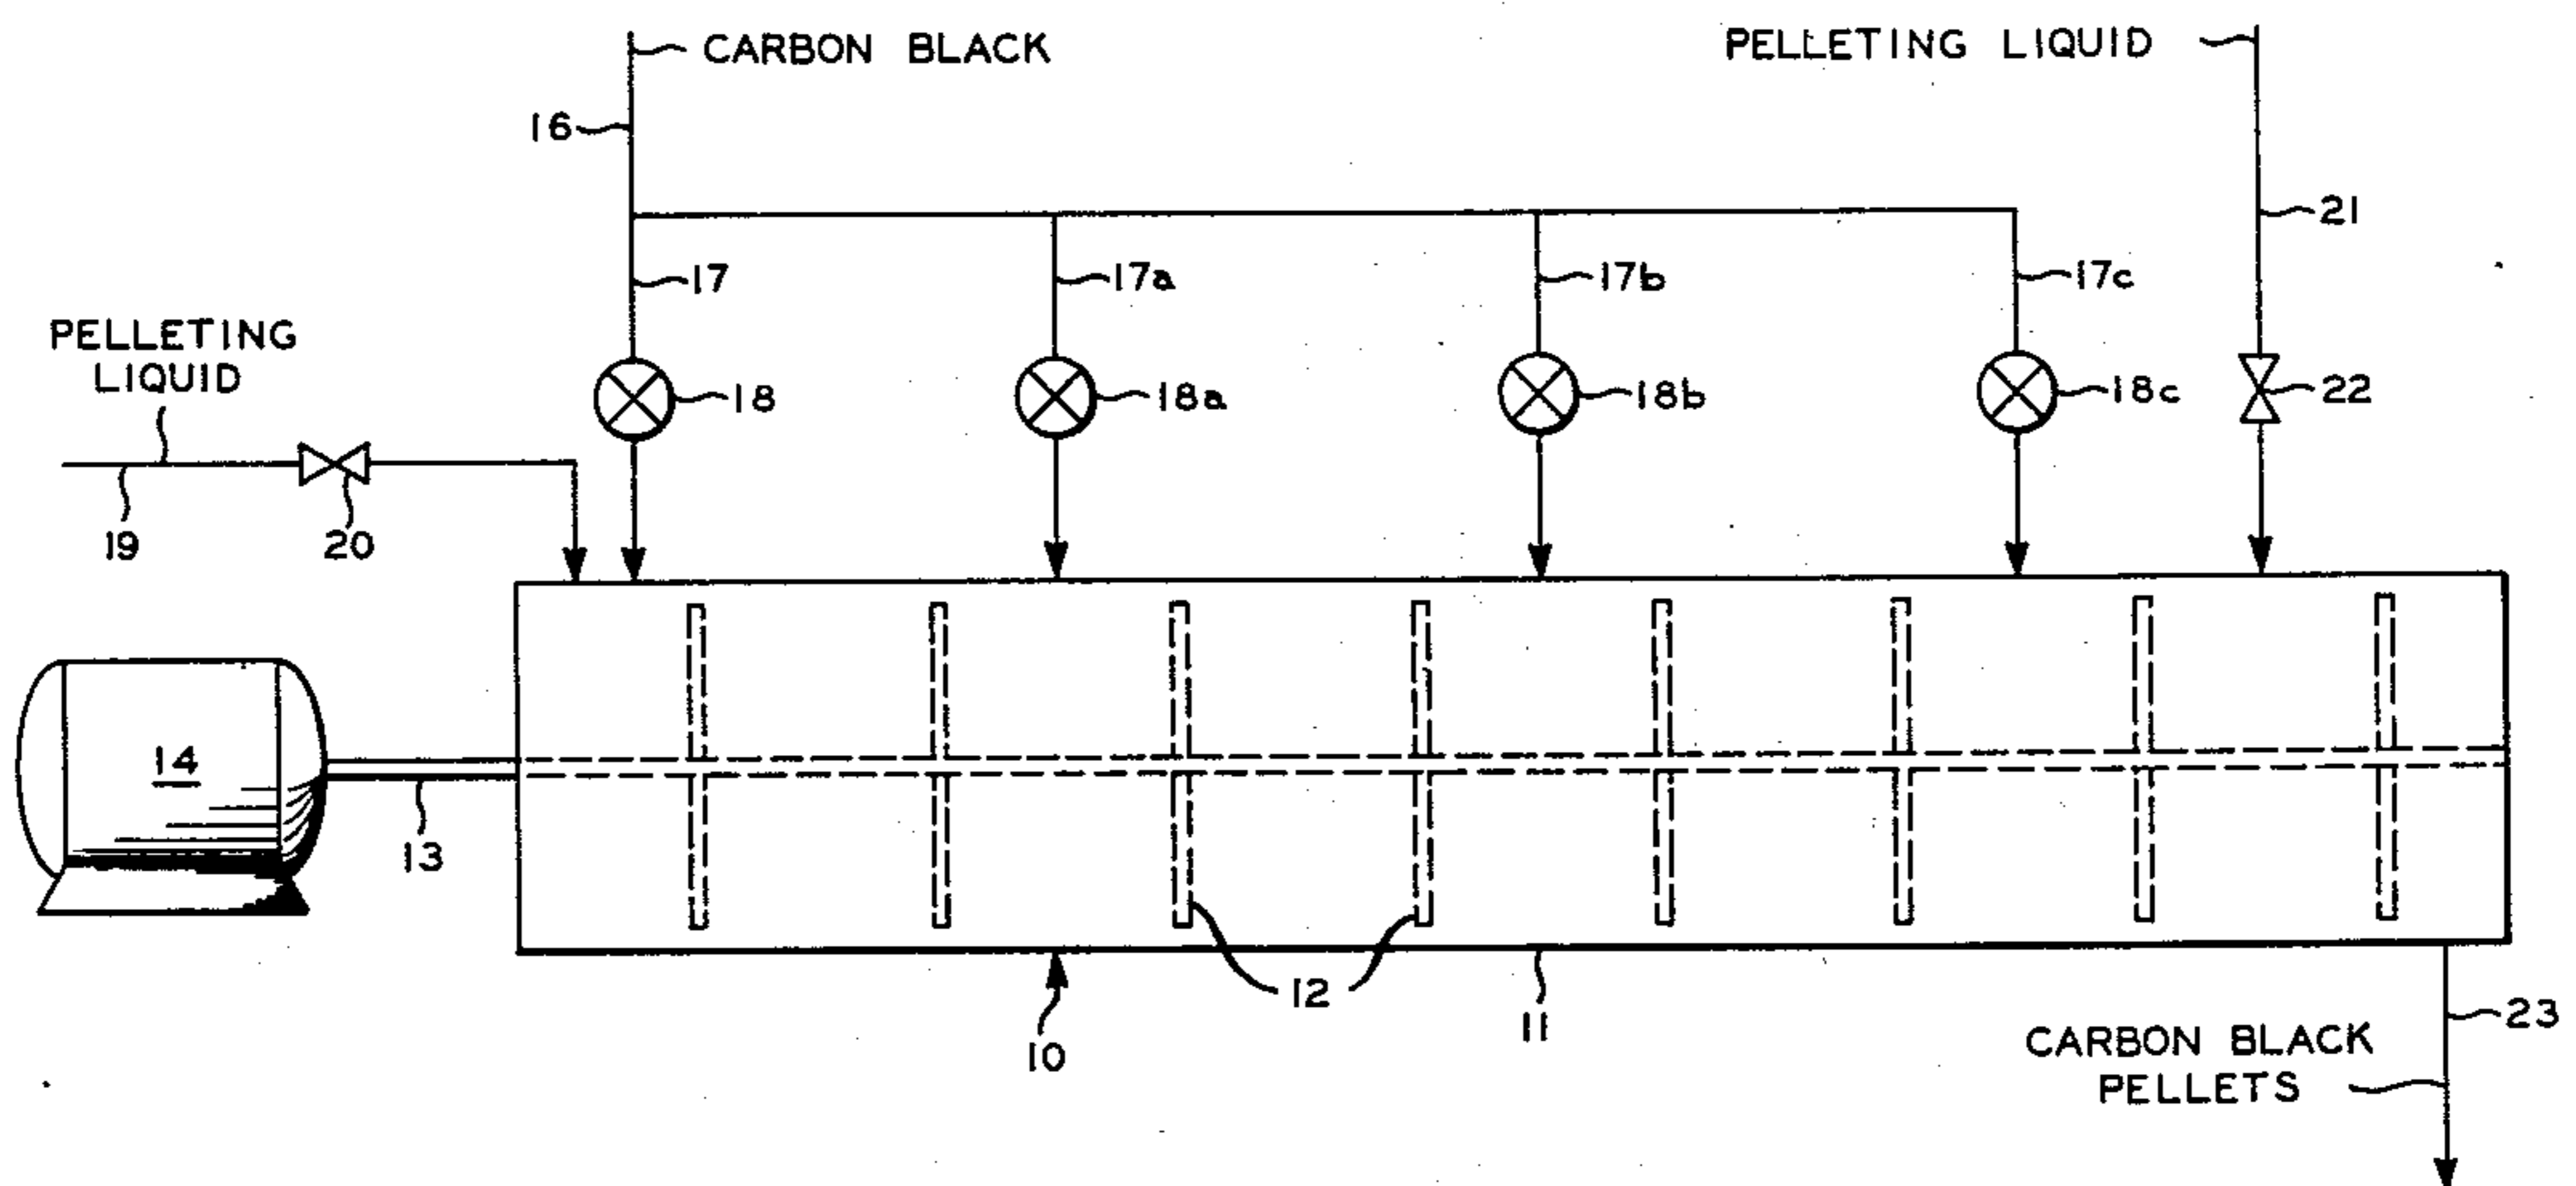 CARBON BLACK
PELLETING LIQUID
16
21
17
17a
17b
17c
PELLETING
LIQUID
18
18a
18b
18c
22
19
20
14
13
12
10
11
23
CARBON BLACK
PELLETS